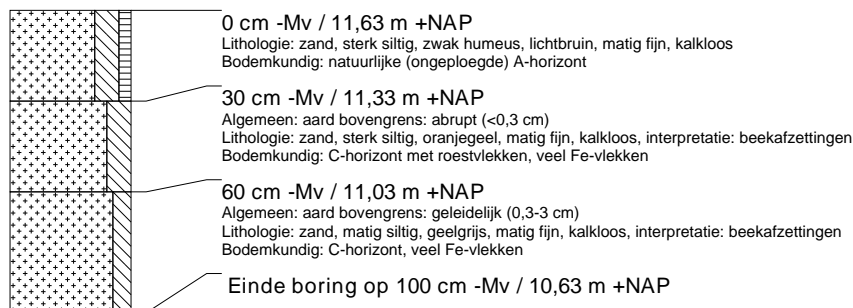 0 cm -Mv / 11,63 m +NAP
Lithologie: zand, sterk siltig, zwak humeus, lichtbruin, matig fijn, kalkloos
Bodemkundig: natuurlijke (ongeploegde) A-horizont
30 cm -Mv / 11,33 m +NAP
Algemeen: aard bovengrens: abrupt (<0,3 cm)
Lithologie: zand, sterk siltig, oranjegeel, matig fijn, kalkloos, interpretatie: beekafzettingen
Bodemkundig: C-horizont met roestvlekken, veel Fe-vlekken
60 cm -Mv / 11,03 m +NAP
Algemeen: aard bovengrens: geleidelijk (0,3-3 cm)
Lithologie: zand, matig siltig, geelgrijs, matig fijn, kalkloos, interpretatie: beekafzettingen
Bodemkundig: C-horizont, veel Fe-vlekken
Einde boring op 100 cm -Mv / 10,63 m +NAP